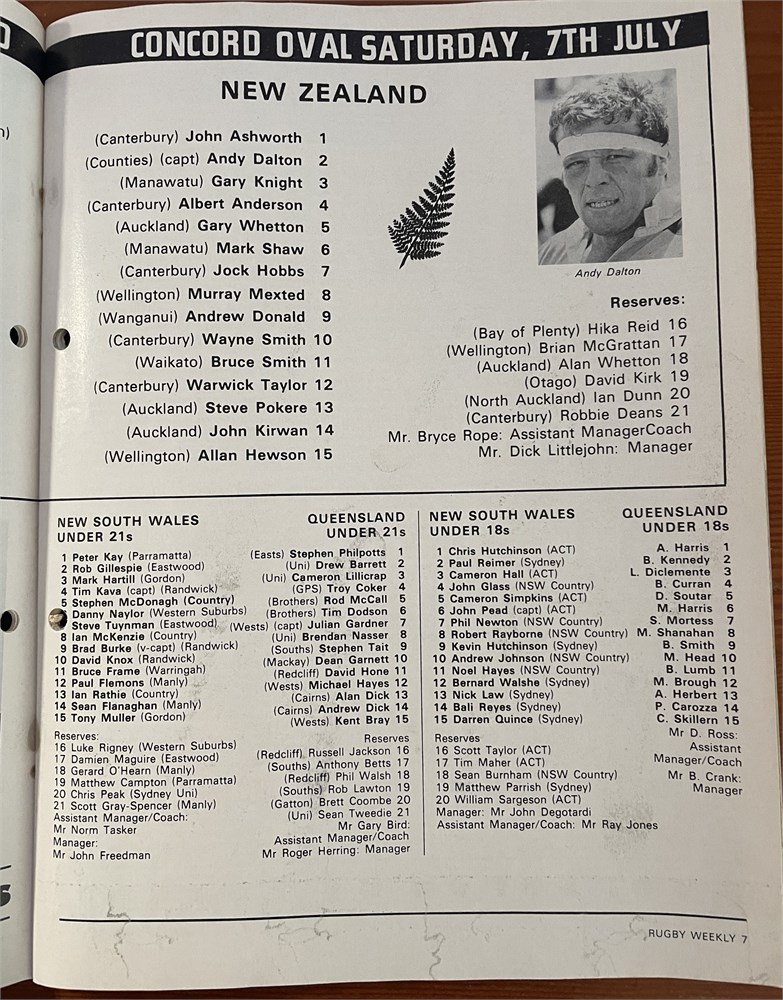 CONCORD OVAL SATURDAY, 7TH JULY
NEW ZEALAND
(Canterbury) John Ashworth 1
(Counties) (capt) Andy Dalton 2
(Manawatu) Gary Knight 3
(Canterbury) Albert Anderson 4
(Auckland) Gary Whetton 5
(Manawatu) Mark Shaw 6
(Canterbury) Jock Hobbs 7
(Wellington) Murray Mexted 8
(Wanganui) Andrew Donald 9
(Canterbury) Wayne Smith 10
(Waikato) Bruce Smith 11
(Canterbury) Warwick Taylor 12
(Auckland) Steve Pokere 13
(Auckland) John Kirwan 14
(Wellington) Allan Hewson 15
Andy Dalton
Reserves:
(Bay of Plenty) Hika Reid 16
(Wellington) Brian McGrattan 17
(Auckland) Alan Whetton 18
(Otago) David Kirk 19
(North Auckland) Ian Dunn 20
(Canterbury) Robbie Deans 21
Mr. Bryce Rope: Assistant ManagerCoach
Mr. Dick Littlejohn: Manager
NEW SOUTH WALES
UNDER 21s
1 Peter Kay (Parramatta)
2 Rob Gillespie (Eastwood)
3 Mark Hartill (Gordon)
4 Tim Kava (capt) (Randwick)
5 Stephen McDonagh (Country)
Danny Naylor (Western Suburbs)
Steve Tuynman (Eastwood)
8 Ian McKenzie (Country)
9 Brad Burke (v-capt) (Randwick)
10 David Knox (Randwick)
11 Bruce Frame (Warringah)
12 Paul Flemons (Manly)
13 Ian Rathie (Country)
14 Sean Flanaghan (Manly)
15 Tony Muller (Gordon)
Reserves:
16 Luke Rigney (Western Suburbs)
17 Damien Maguire (Eastwood)
18 Gerard O'Hearn (Manly)
19 Matthew Campton (Parramatta)
20 Chris Peak (Sydney Uni)
21 Scott Gray-Spencer (Manly)
Assistant Manager/Coach:
Mr Norm Tasker
Manager:
Mr John Freedman
QUEENSLAND
UNDER 21s
(Easts) Stephen Philpotts 1
(Uni) Drew Barrett 2
(Uni) Cameron Lillicrap 3
(GPS) Troy Coker 4
(Brothers) Rod McCall 5
(Brothers) Tim Dodson 6
(Wests) (capt) Julian Gardner 7
(Uni) Brendan Nasser 8
(Souths) Stephen Tait 9
(Mackay) Dean Garnett 10
(Redcliff) David Hone 11
(Wests) Michael Hayes 12
(Cairns) Alan Dick 13
(Cairns) Andrew Dick 14
(Wests) Kent Bray 15
Reserves
(Redcliff) Russell Jackson 16
(Souths) Anthony Betts 17
(Redcliff) Phil Walsh 18
(Souths) Rob Lawton 19
(Gatton) Brett Coombe 20
(Uni) Sean Tweedie 21
Mr Gary Bird:
Assistant Manager/Coach
Mr Roger Herring: Manager
NEW SOUTH WALES
UNDER 18s
1 Chris Hutchinson (ACT)
2 Paul Reimer (Sydney)
3 Cameron Hall (ACT)
4 John Glass (NSW Country)
5 Cameron Simpkins (ACT)
6 John Pead (capt) (ACT)
7 Phil Newton (NSW Country)
8 Robert Rayborne (NSW Country)
9 Kevin Hutchinson (Sydney)
10 Andrew Johnson (NSW Country)
11 Noel Hayes (NSW Country)
12 Bernard Walshe (Sydney)
13 Nick Law (Sydney)
14 Bali Reyes (Sydney)
15 Darren Quince (Sydney)
Reserves
16 Scott Taylor (ACT)
17 Tim Maher (ACT)
18 Sean Burnham (NSW Country)
19 Matthew Parrish (Sydney)
20 William Sargeson (ACT)
Manager: Mr John Degotardi
Assistant Manager/Coach: Mr Ray Jones
QUEENSLAND
UNDER 18s
A. Harris 1
B. Kennedy 2
L. Diclemente 3
B. Curran 4
D. Soutar 5
M. Harris 6
S. Mortess 7
M. Shanahan 8
B. Smith 9
M. Head 10
B. Lumb 11
M. Brough 12
A. Herbert 13
P. Carozza 14
C. Skillern 15
Mr D. Ross:
Assistant
Manager/Coach
Mr B. Crank:
Manager
RUGBY WEEKLY 7